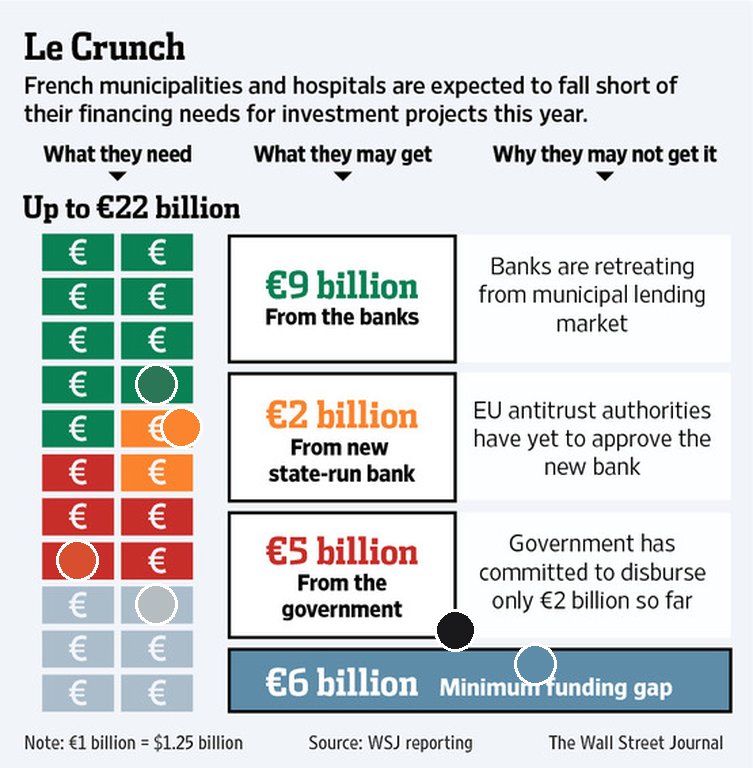 Le Crunch
French municipalities and hospitals are expected to fall short of
their financing needs for investment projects this year.
What they need
What they may get
Why they may not get it
Up to €22 billion
€ €
€ €
€ €
€
€ €
€ €
€ €
€
€
€ €
€ €
€9 billion
From the banks
Banks are retreating
from municipal lending
market
€2 billion
From new
state-run bank
EU antitrust authorities
have yet to approve the
new bank
€5 billion
From the
government
Government has
committed to disburse
only €2 billion so far
€6 billion Minimum funding gap
Note: €1 billion = $1.25 billion
Source: WSJ reporting
The Wall Street Journal